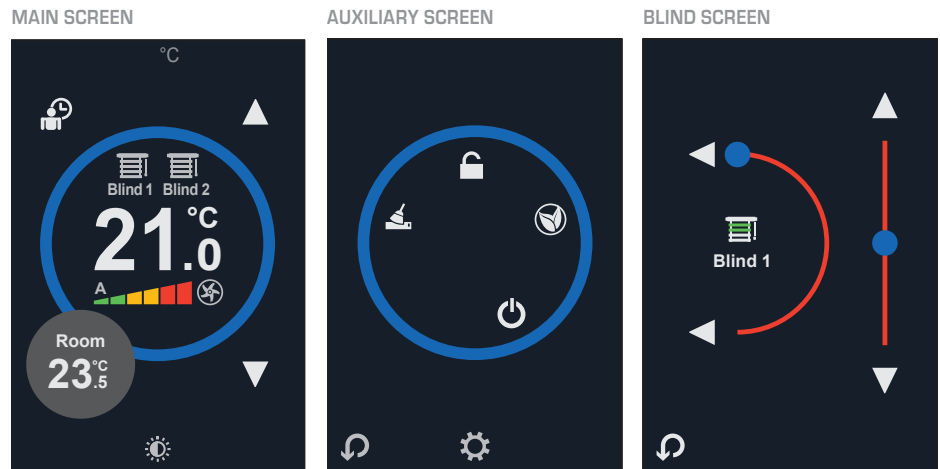 MAIN SCREEN
AUXILIARY SCREEN
BLIND SCREEN
°C
Blind 1 Blind 2
21.0 °C
A
Room
23.5 °C
Blind 1